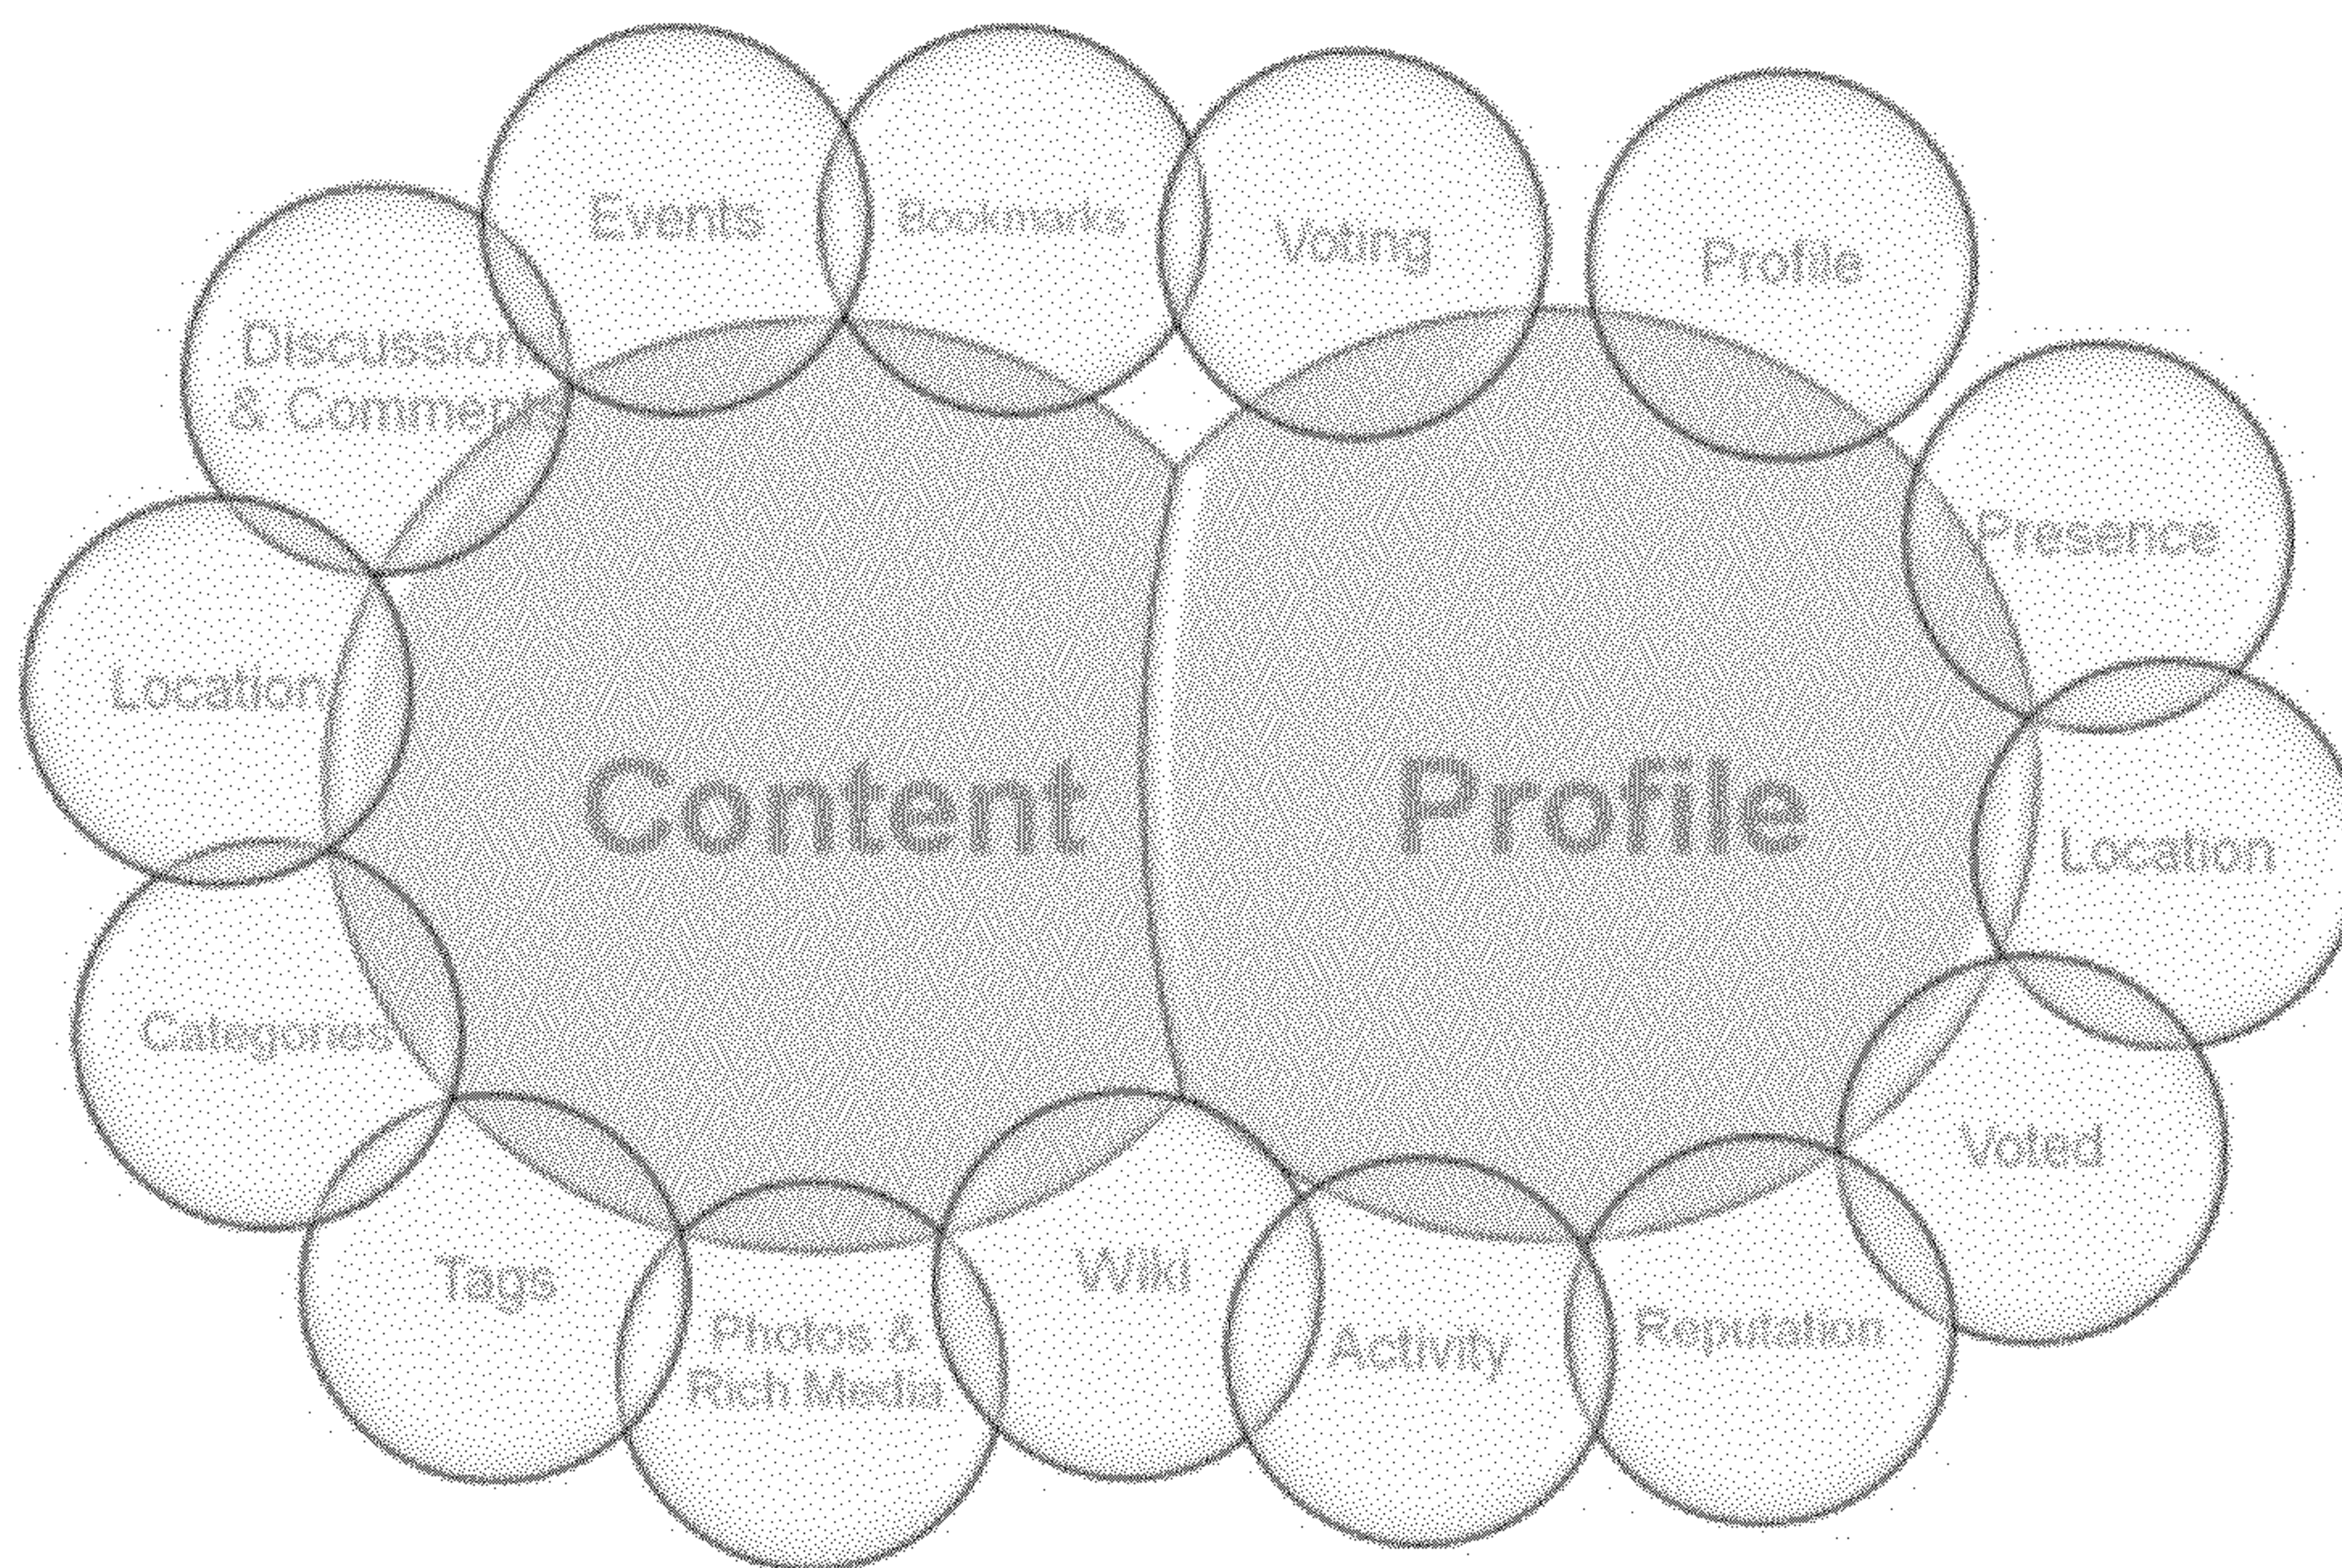 Events
Bookmarks
Voting
Profile
Discussion
& Comments
Presence
Location
Content
Profile
Location
Categories
Voted
Tags
Wiki
Photos &
Rich Media
Activity
Reputation